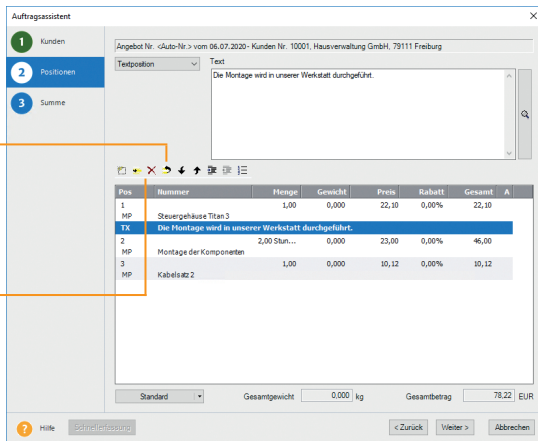 Auftragsassistent
1 Kunden
2 Positionen
3 Summe
Angebot Nr. <Auto-Nr.> vom 06.07.2020- Kunden Nr. 10001, Hausverwaltung GmbH, 79111 Freiburg
Textposition
Text
Die Montage wird in unserer Werkstatt durchgeführt.
Pos Nummer Menge Gewicht Preis Rabatt Gesamt A
1 1,00 0,000 22,10 0,00% 22,10
MP Steuergehäuse Titan 3
TX Die Montage wird in unserer Werkstatt durchgeführt.
2 2,00 Stun... 0,000 23,00 0,00% 46,00
MP Montage der Komponenten
3 1,00 0,000 10,12 0,00% 10,12
MP Kabelsatz 2
Standard Gesamtgewicht 0,000 kg Gesamtbetrag 78,22 EUR
? Hilfe Schnellerfassung < Zurück Weiter > Abbrechen